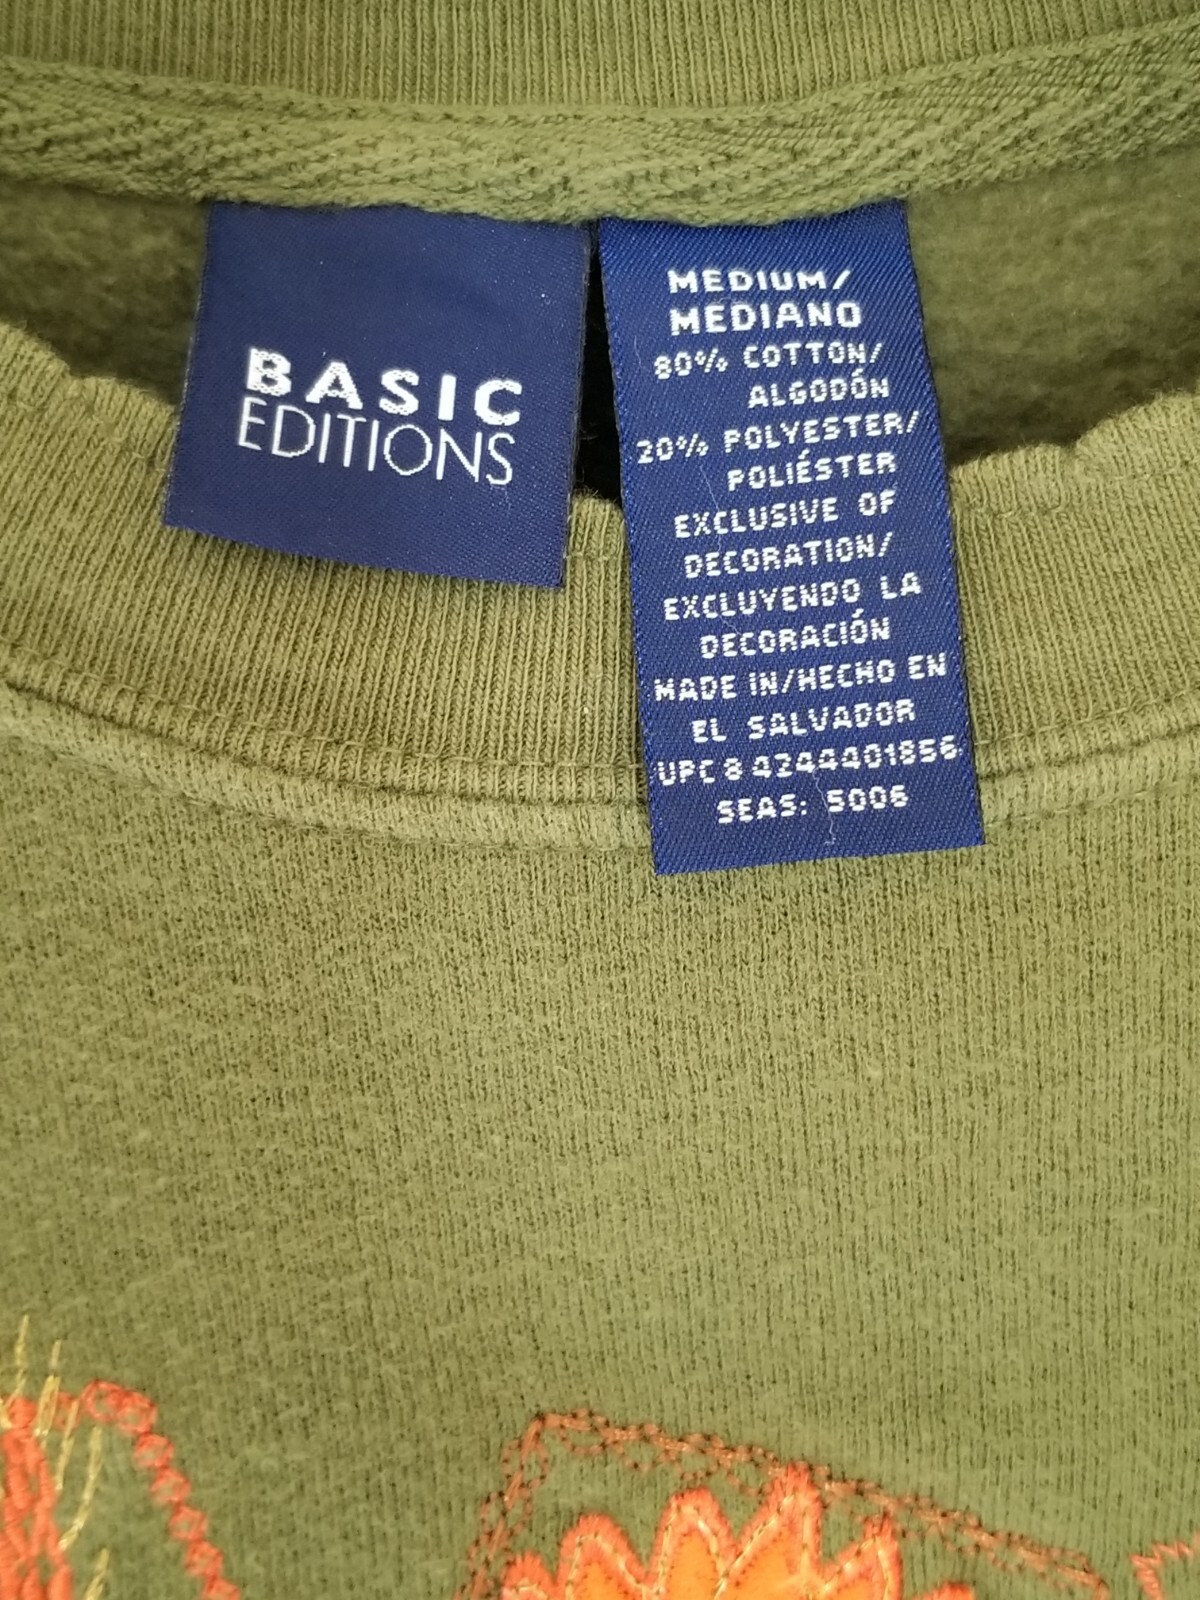 BASIC
EDITIONS
MEDIUM/
MEDIANO
80% COTTON/
ALGODÓN
20% POLYESTER/
POLIÉSTER
EXCLUSIVE OF
DECORATION/
EXCLUYENDO LA
DECORACIÓN
MADE IN/HECHO EN
EL SALVADOR
UPC 8 4244401856
SEAS: 5006